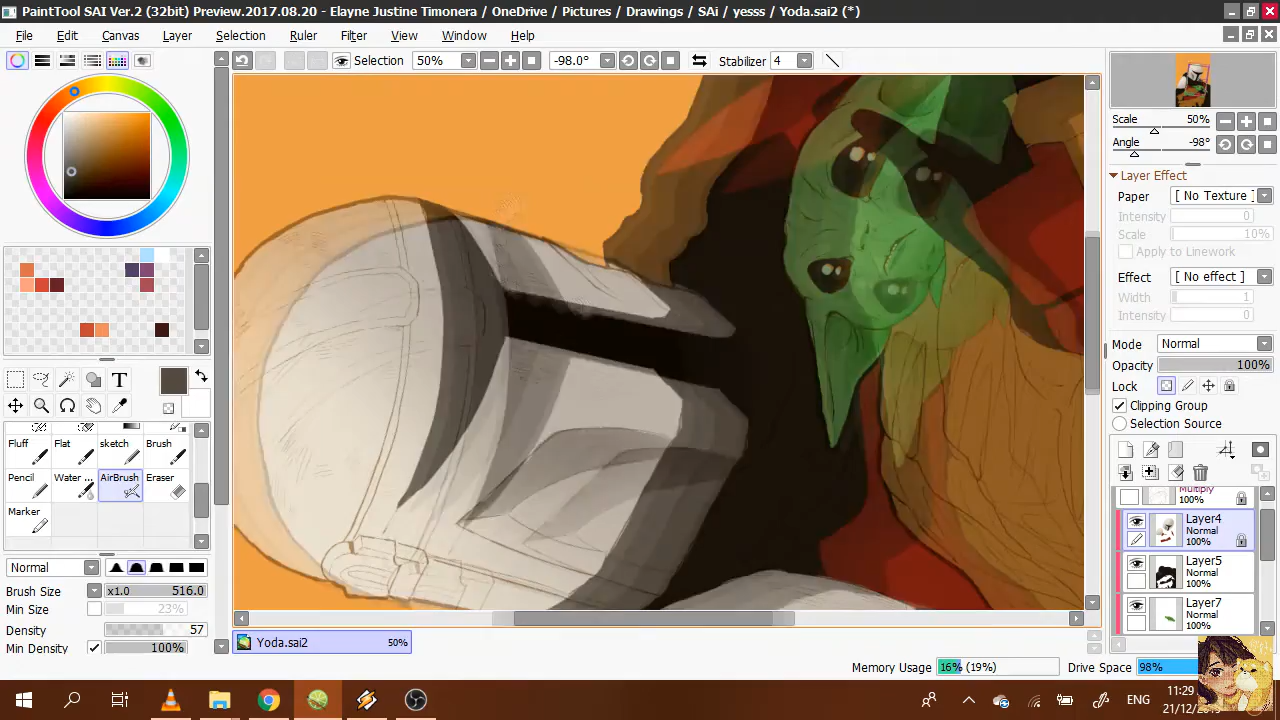 PaintTool SAI Ver.2 (32bit) Preview.2017.08.20 - Elayne Justine Timonera / OneDrive / Pictures / Drawings / SAi / yesss / Yoda.sai2 (*)
File Edit Canvas Layer Selection Ruler Filter View Window Help
Selection 50% -98.0° Stabilizer 4
Scale 50%
Angle -98°
Layer Effect
Paper [ No Texture ]
Intensity 0
Scale 10%
Apply to Linework
Effect [ No effect ]
Width 1
Intensity 0
Mode Normal
Opacity 100%
Lock
Clipping Group
Selection Source
T
Fluff Flat sketch Brush
Pencil Water ... AirBrush Eraser
Marker
Normal
Brush Size x1.0 516.0
Min Size 23%
Density 57
Min Density 100%
Multiply
100%
Layer4
Normal
100%
Layer5
Normal
100%
Layer7
Normal
100%
Yoda.sai2 50%
Memory Usage 16% (19%) Drive Space 98%
ENG
11:29